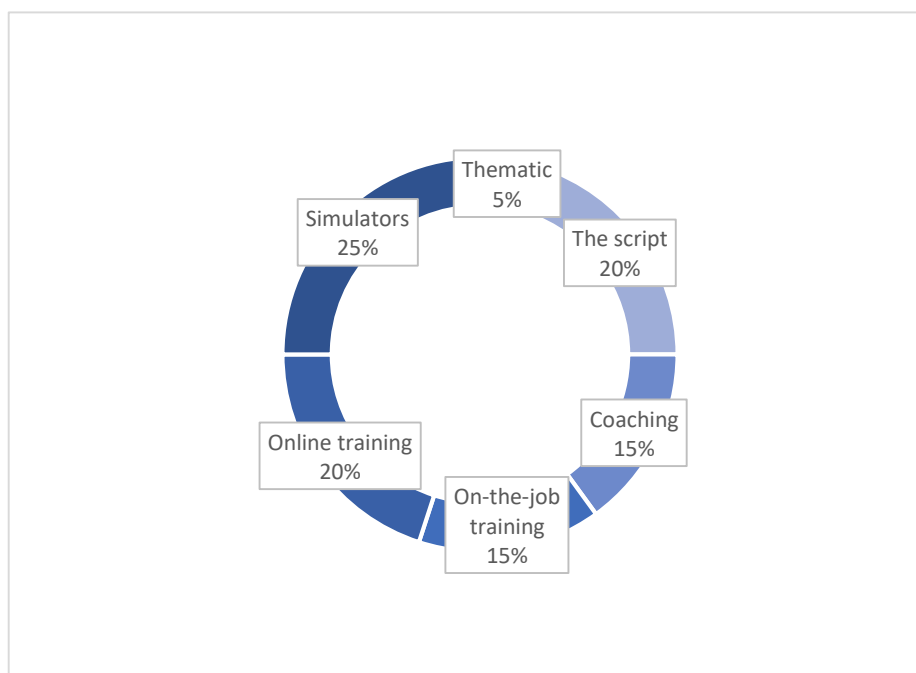 Thematic
5%
Simulators
25%
The script
20%
Coaching
15%
Online training
20%
On-the-job
training
15%